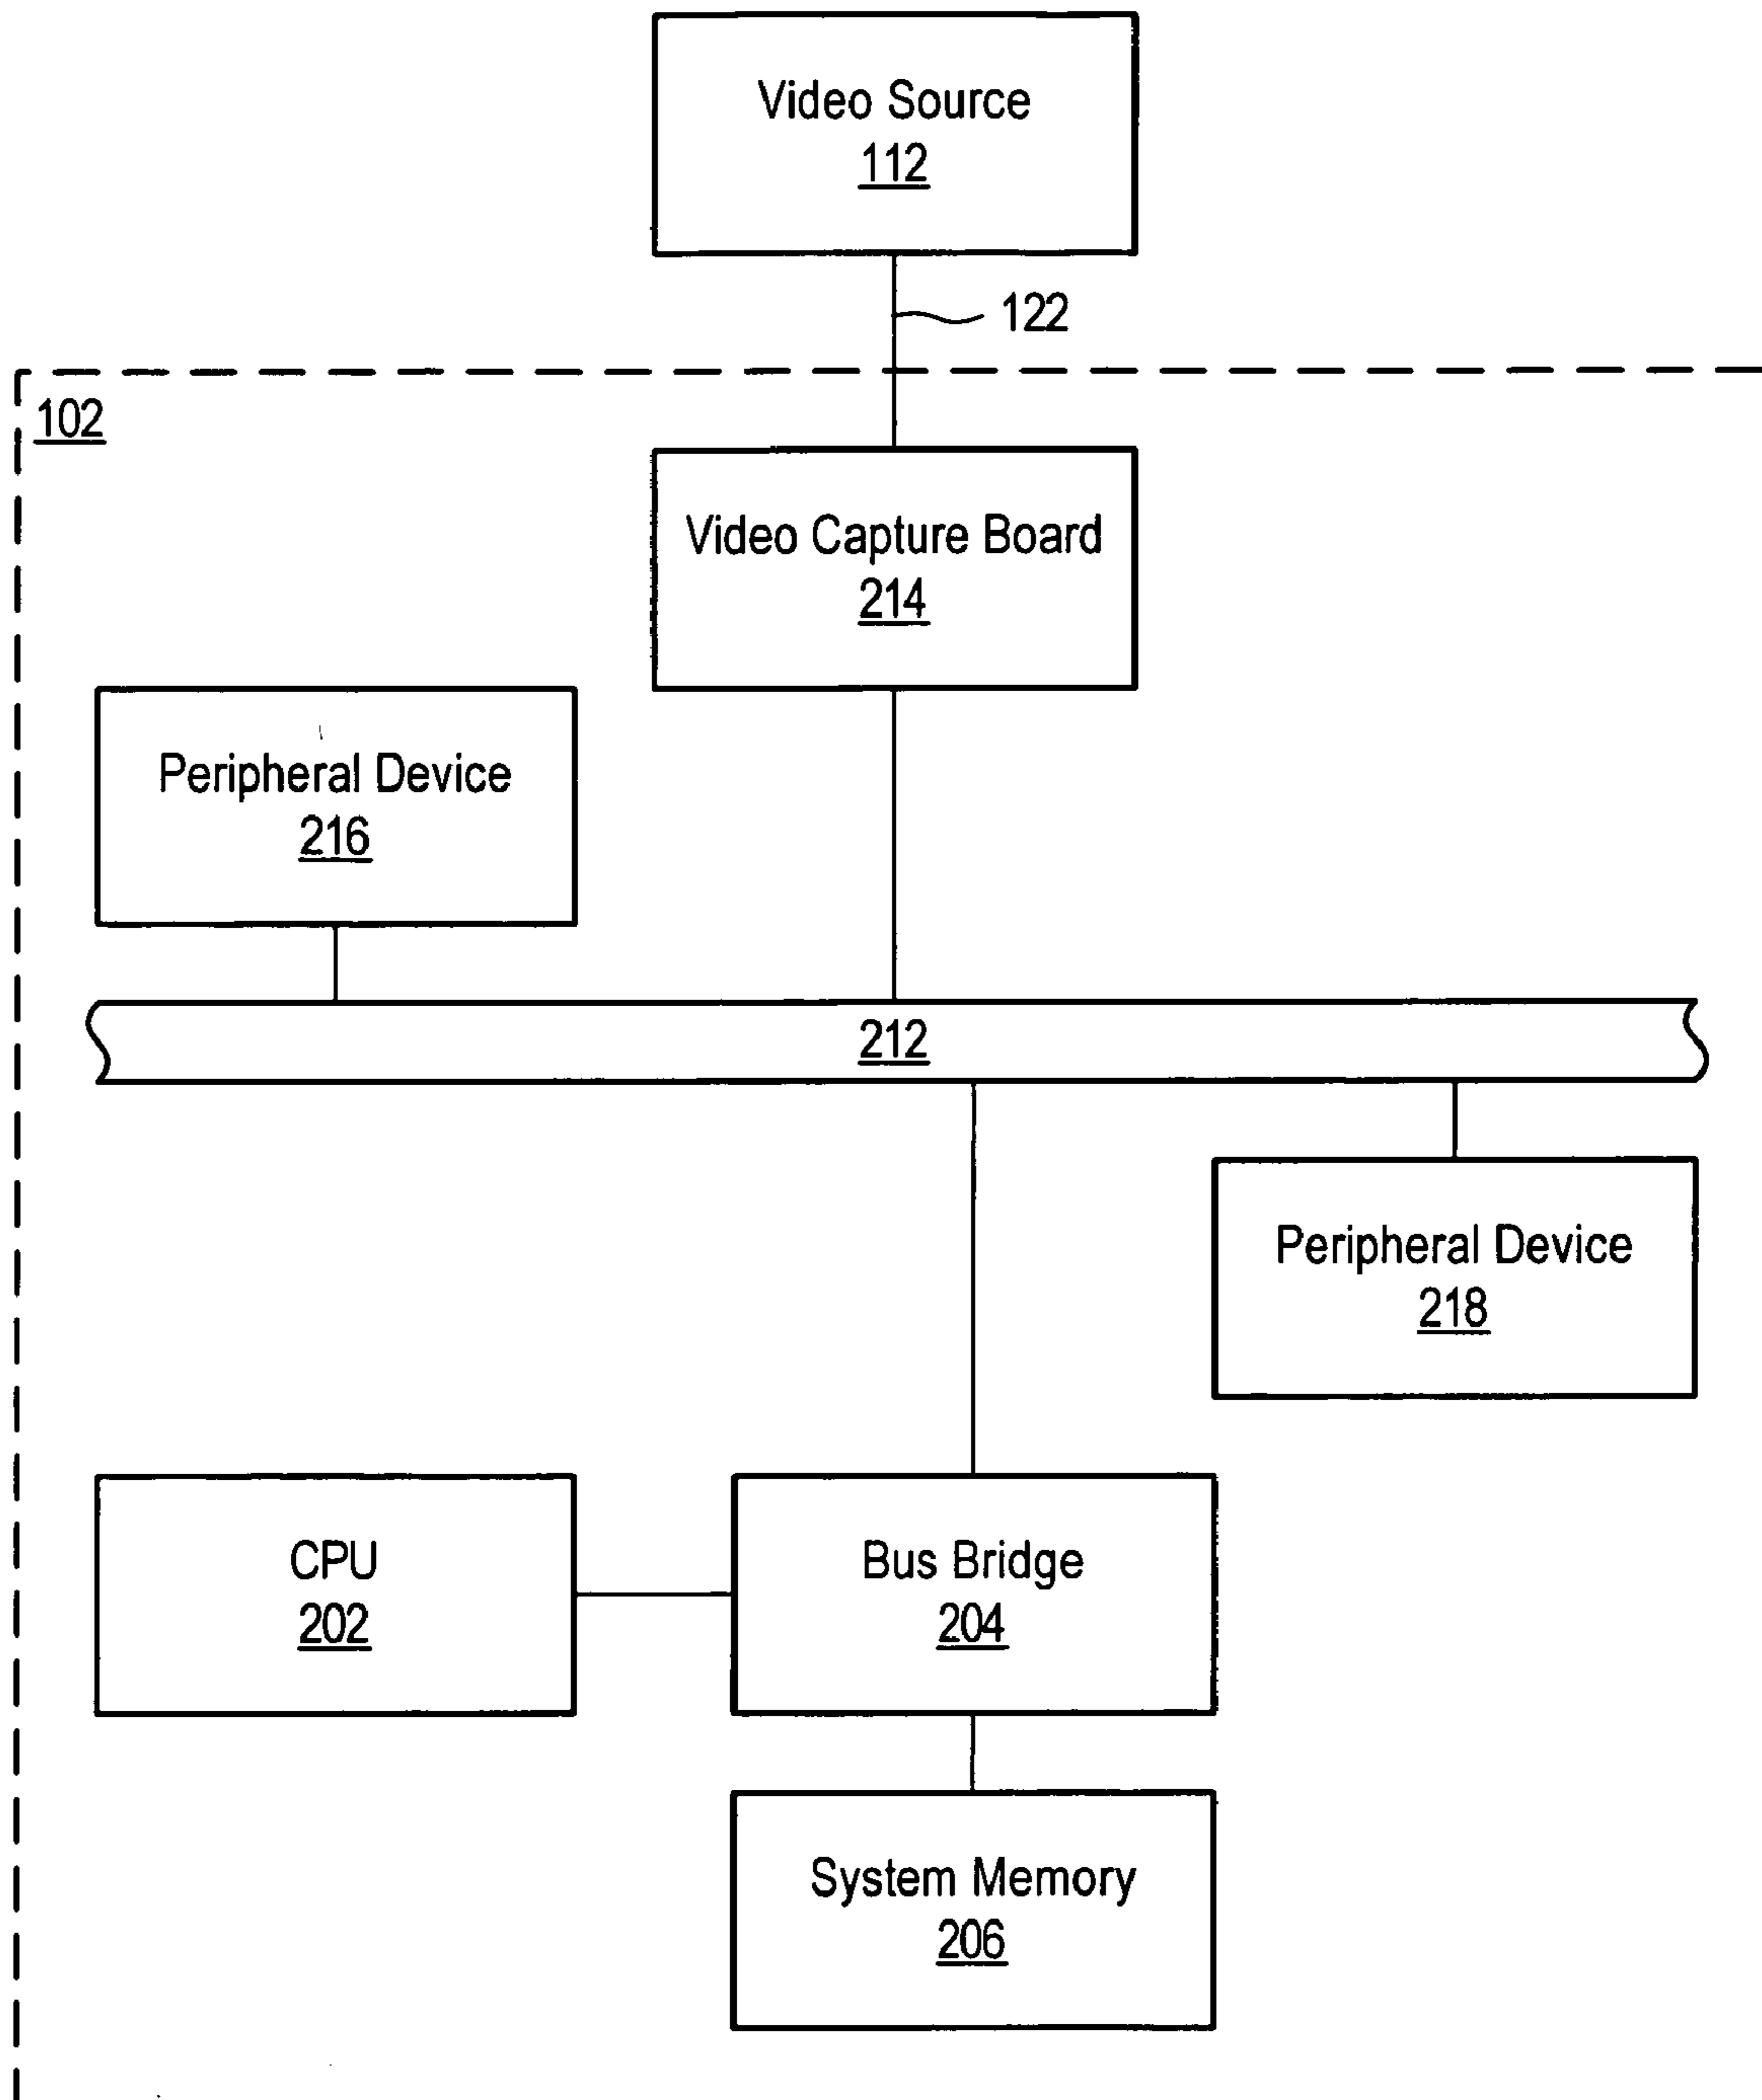 Video Source
112
122
102
Video Capture Board
214
Peripheral Device
216
212
Peripheral Device
218
CPU
202
Bus Bridge
204
System Memory
206